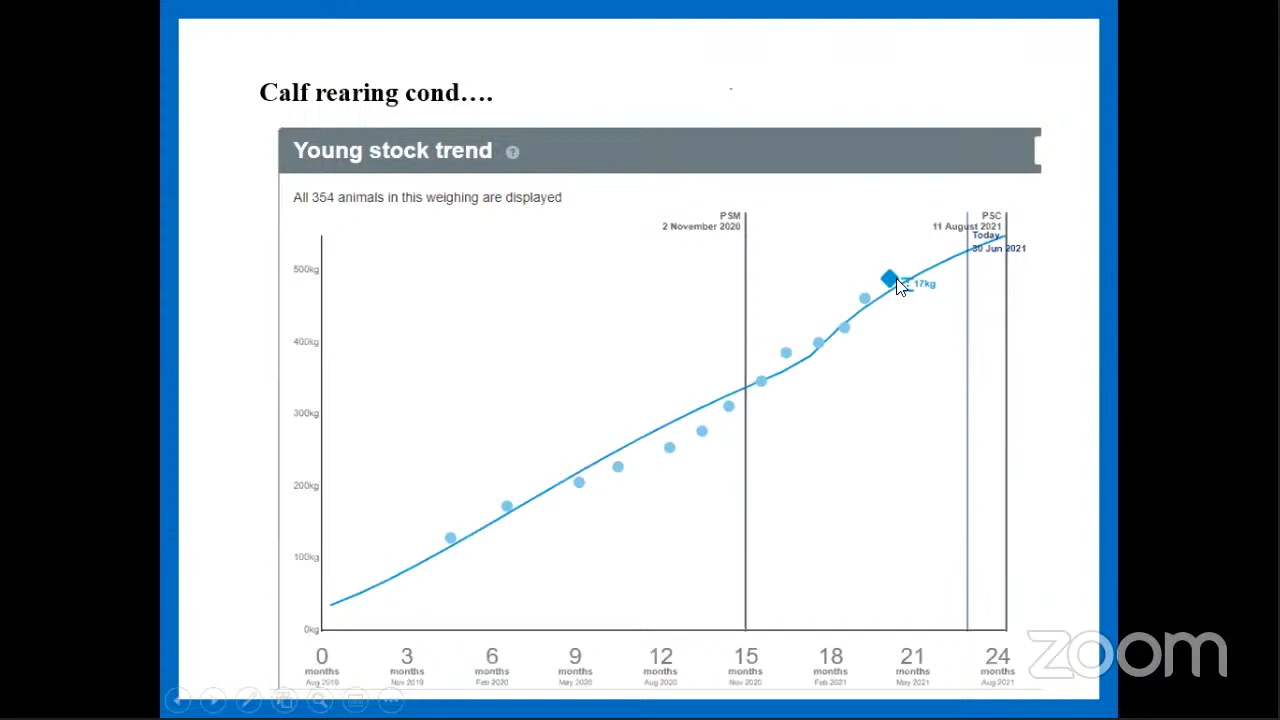 Calf rearing cond….
Young stock trend ?
All 354 animals in this weighing are displayed
PSM
2 November 2020
PSC
11 August 2021
Today
30 Jun 2021
500kg
17kg
400kg
300kg
200kg
100kg
0kg
0 3 6 9 12 15 18 21 24
months months months months months months months months months
Aug 2019 Nov 2019 Feb 2020 May 2020 Aug 2020 Nov 2020 Feb 2021 May 2021 Aug 2021
zoom